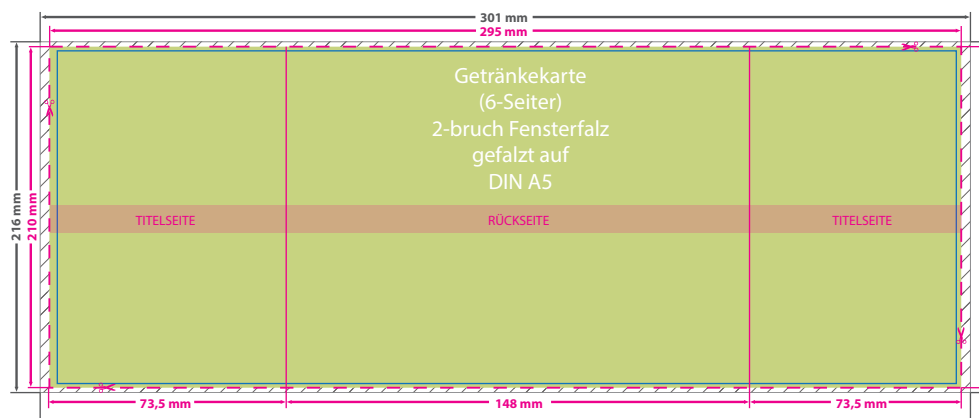 301 mm
295 mm
Getränkekarte
(6-Seiter)
2-bruch Fensterfalz
gefalzt auf
DIN A5
216 mm
210 mm
TITELSEITE
RÜCKSEITE
TITELSEITE
73,5 mm
148 mm
73,5 mm